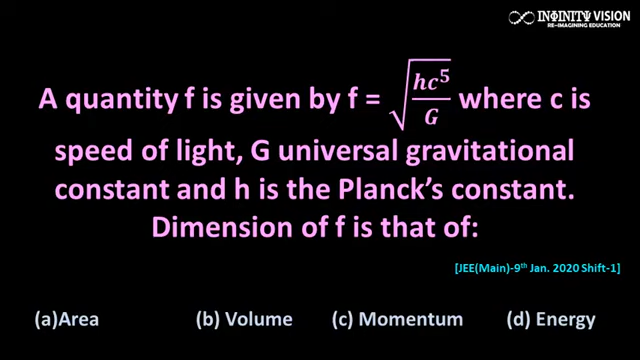 INFINITY VISION
RE-IMAGINING EDUCATION
A quantity f is given by f = √(hc⁵/G) where c is
speed of light, G universal gravitational
constant and h is the Planck's constant.
Dimension of f is that of:
[JEE(Main)-9th Jan. 2020 Shift-1]
(a)Area (b) Volume (c) Momentum (d) Energy